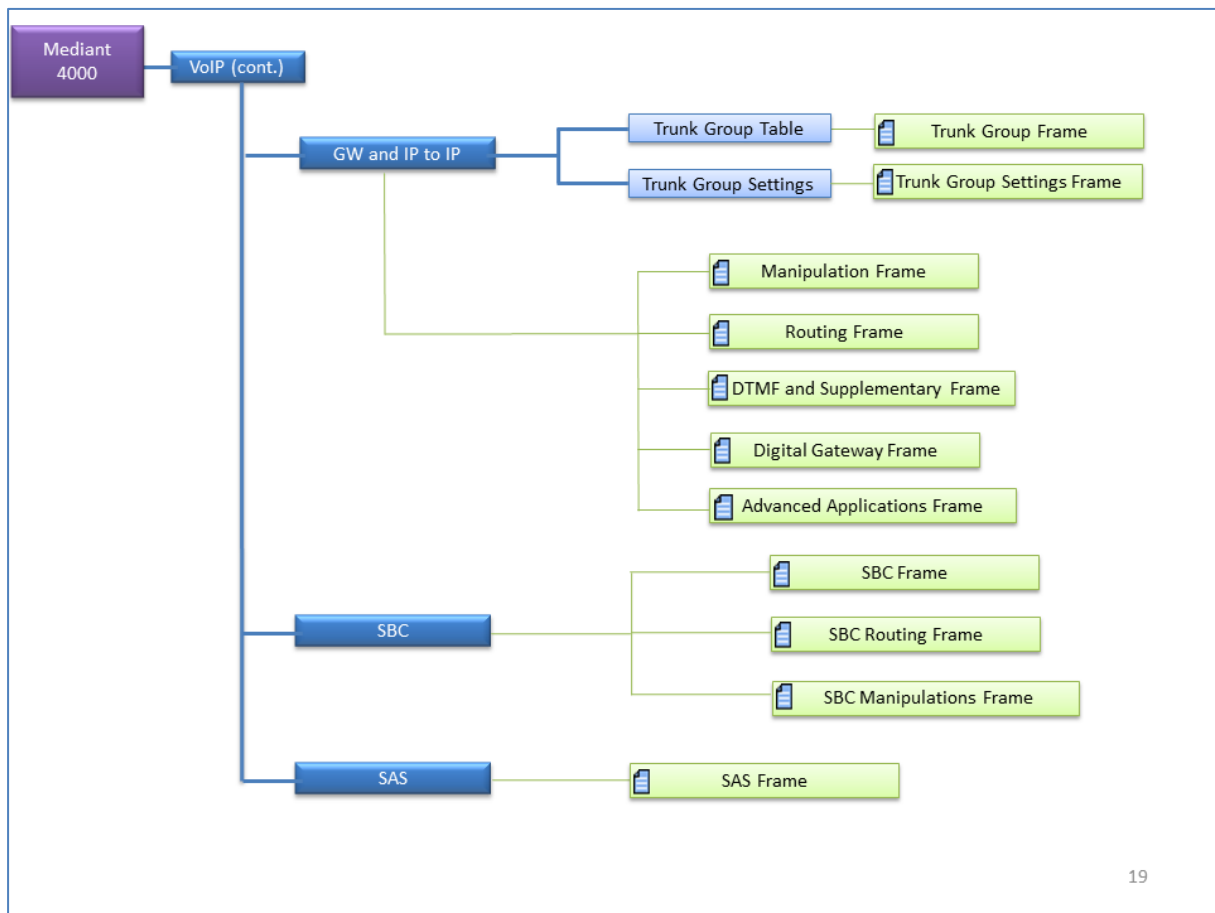 Mediant
4000
VoIP (cont.)
Trunk Group Table
Trunk Group Frame
GW and IP to IP
Trunk Group Settings
Trunk Group Settings Frame
Manipulation Frame
Routing Frame
DTMF and Supplementary Frame
Digital Gateway Frame
Advanced Applications Frame
SBC Frame
SBC
SBC Routing Frame
SBC Manipulations Frame
SAS
SAS Frame
19